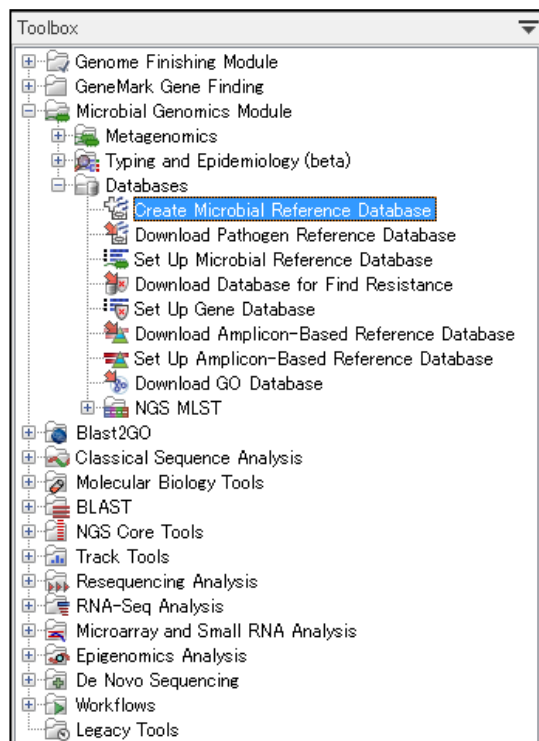 Toolbox
Genome Finishing Module
GeneMark Gene Finding
Microbial Genomics Module
Metagenomics
Typing and Epidemiology (beta)
Databases
Create Microbial Reference Database
Download Pathogen Reference Database
Set Up Microbial Reference Database
Download Database for Find Resistance
Set Up Gene Database
Download Amplicon-Based Reference Database
Set Up Amplicon-Based Reference Database
Download GO Database
NGS MLST
Blast2GO
Classical Sequence Analysis
Molecular Biology Tools
BLAST
NGS Core Tools
Track Tools
Resequencing Analysis
RNA-Seq Analysis
Microarray and Small RNA Analysis
Epigenomics Analysis
De Novo Sequencing
Workflows
Legacy Tools